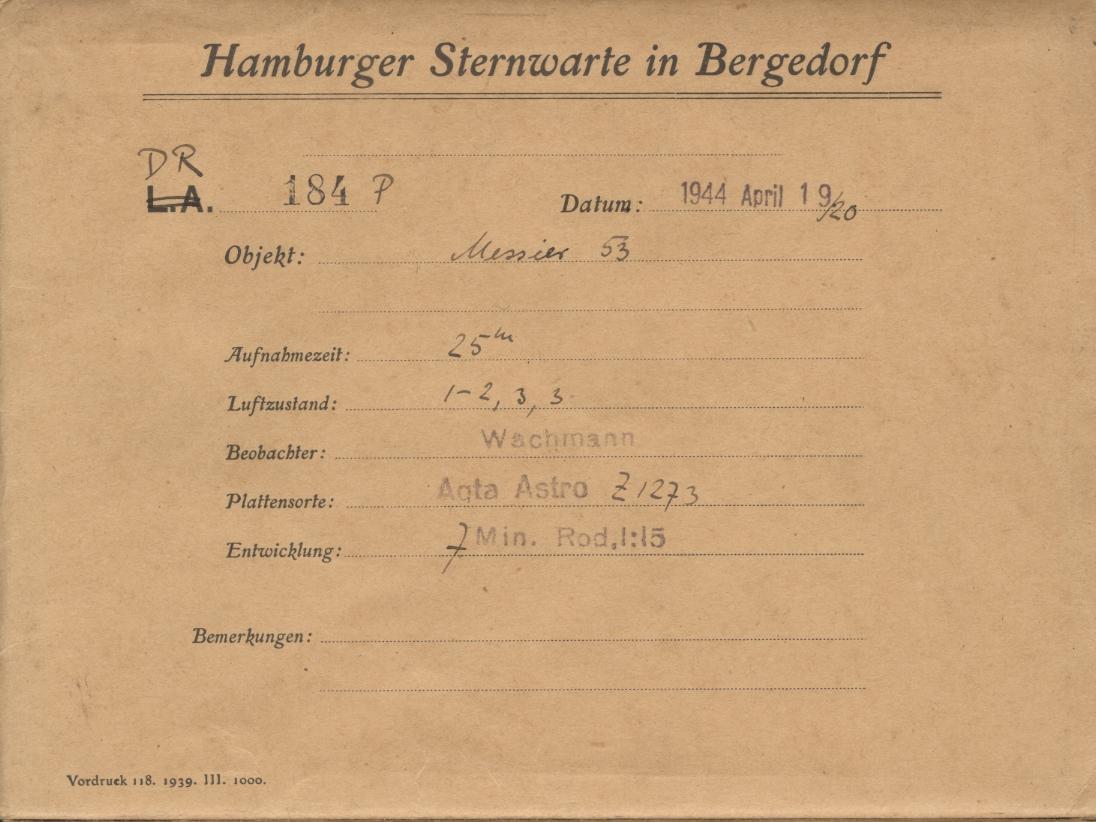 Hamburger Sternwarte in Bergedorf
DR
L.A. 184 P Datum: 1944 April 19/20
Objekt: Messier 53
Aufnahmezeit: 25m
Luftzustand: 1-2, 3, 3
Beobachter: Wachmann
Plattensorte: Agfa Astro Z1273
Entwicklung: 7 Min. Rod,1:15
Bemerkungen:
Vordruck 118. 1939. III. 1000.